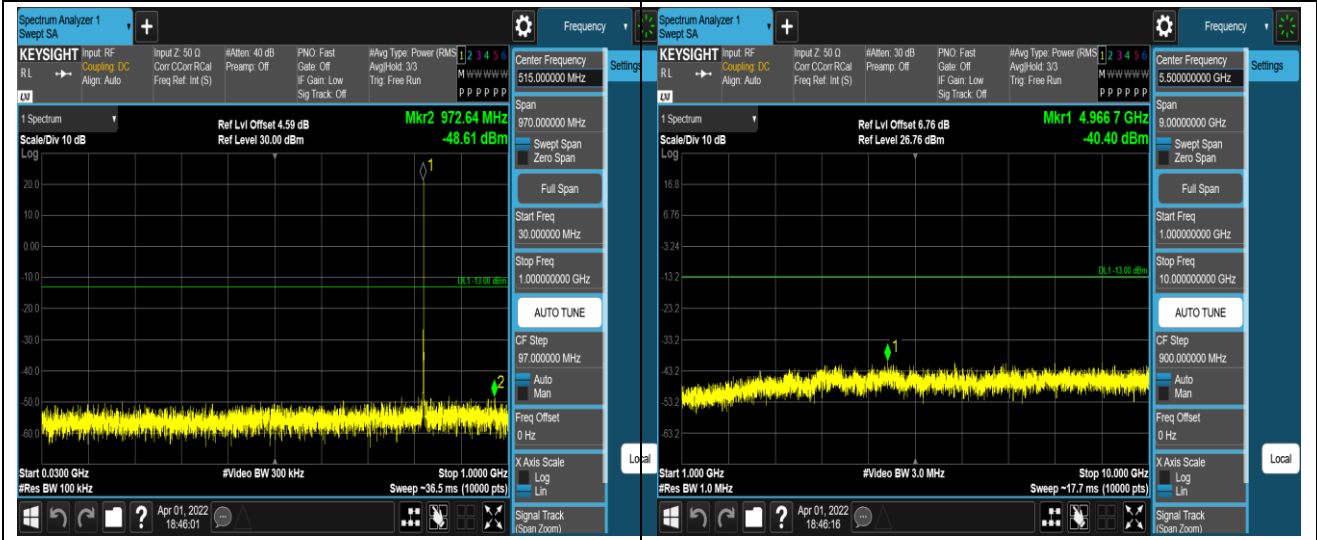 Spectrum Analyzer 1
Swept SA
+
Frequency
KEYSIGHT
Input: RF
Input Z: 50 Ω
#Atten: 40 dB
PNO: Fast
#Avg Type: Power (RMS
1 2 3 4 5 6
RL
Coupling: DC
Corr CCorr RCal
Preamp: Off
Gate: Off
Avg|Hold: 3/3
M W W W W W
Align: Auto
Freq Ref: Int (S)
IF Gain: Low
Trig: Free Run
Sig Track: Off
P P P P P P
LXI
1 Spectrum
Ref Lvl Offset 4.59 dB
Mkr2 972.64 MHz
Scale/Div 10 dB
Ref Level 30.00 dBm
-48.61 dBm
Log
1
20.0
10.0
0.00
-10.0
DL1 -13.00 dBm
-20.0
-30.0
-40.0
2
-50.0
-60.0
Start 0.0300 GHz
#Video BW 300 kHz
Stop 1.0000 GHz
#Res BW 100 kHz
Sweep ~36.5 ms (10000 pts)
Center Frequency
515.000000 MHz
Settings
Span
970.000000 MHz
Swept Span
Zero Span
Full Span
Start Freq
30.000000 MHz
Stop Freq
1.000000000 GHz
AUTO TUNE
CF Step
97.000000 MHz
Auto
Man
Freq Offset
0 Hz
X Axis Scale
Log
Lin
Local
Signal Track
(Span Zoom)
?
Apr 01, 2022
18:46:01
Spectrum Analyzer 1
Swept SA
+
Frequency
KEYSIGHT
Input: RF
Input Z: 50 Ω
#Atten: 30 dB
PNO: Fast
#Avg Type: Power (RMS
1 2 3 4 5 6
RL
Coupling: DC
Corr CCorr RCal
Preamp: Off
Gate: Off
Avg|Hold: 3/3
M W W W W W
Align: Auto
Freq Ref: Int (S)
IF Gain: Low
Trig: Free Run
Sig Track: Off
P P P P P P
LXI
1 Spectrum
Ref Lvl Offset 6.76 dB
Mkr1 4.966 7 GHz
Scale/Div 10 dB
Ref Level 26.76 dBm
-40.40 dBm
Log
16.8
6.76
-3.24
DL1 -13.00 dBm
-13.2
-23.2
-33.2
1
-43.2
-53.2
-63.2
Start 1.000 GHz
#Video BW 3.0 MHz
Stop 10.000 GHz
#Res BW 1.0 MHz
Sweep ~17.7 ms (10000 pts)
Center Frequency
5.500000000 GHz
Settings
Span
9.00000000 GHz
Swept Span
Zero Span
Full Span
Start Freq
1.000000000 GHz
Stop Freq
10.000000000 GHz
AUTO TUNE
CF Step
900.000000 MHz
Auto
Man
Freq Offset
0 Hz
X Axis Scale
Log
Lin
Local
Signal Track
(Span Zoom)
?
Apr 01, 2022
18:46:16